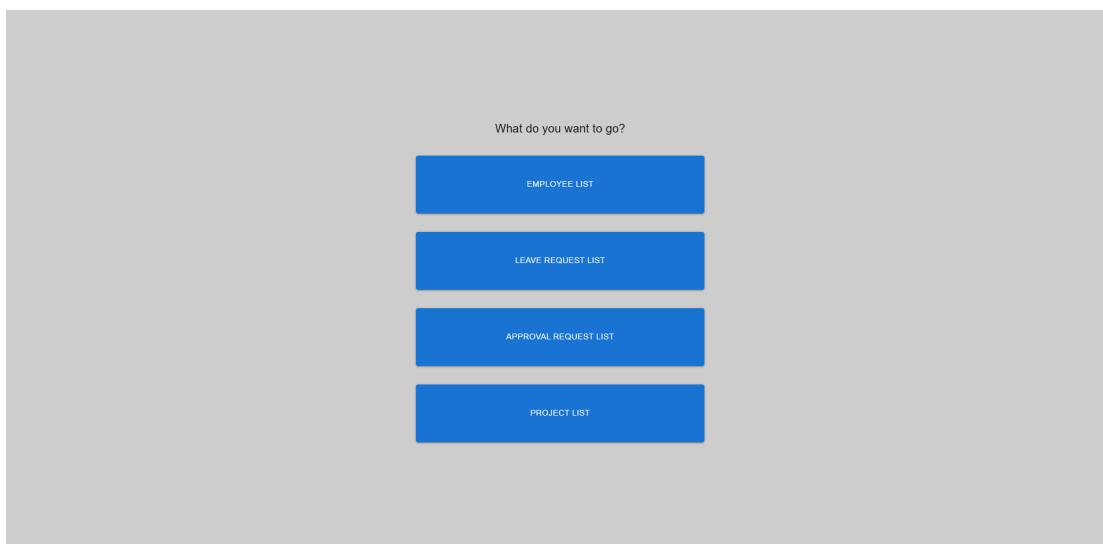 What do you want to go?
EMPLOYEE LIST
LEAVE REQUEST LIST
APPROVAL REQUEST LIST
PROJECT LIST